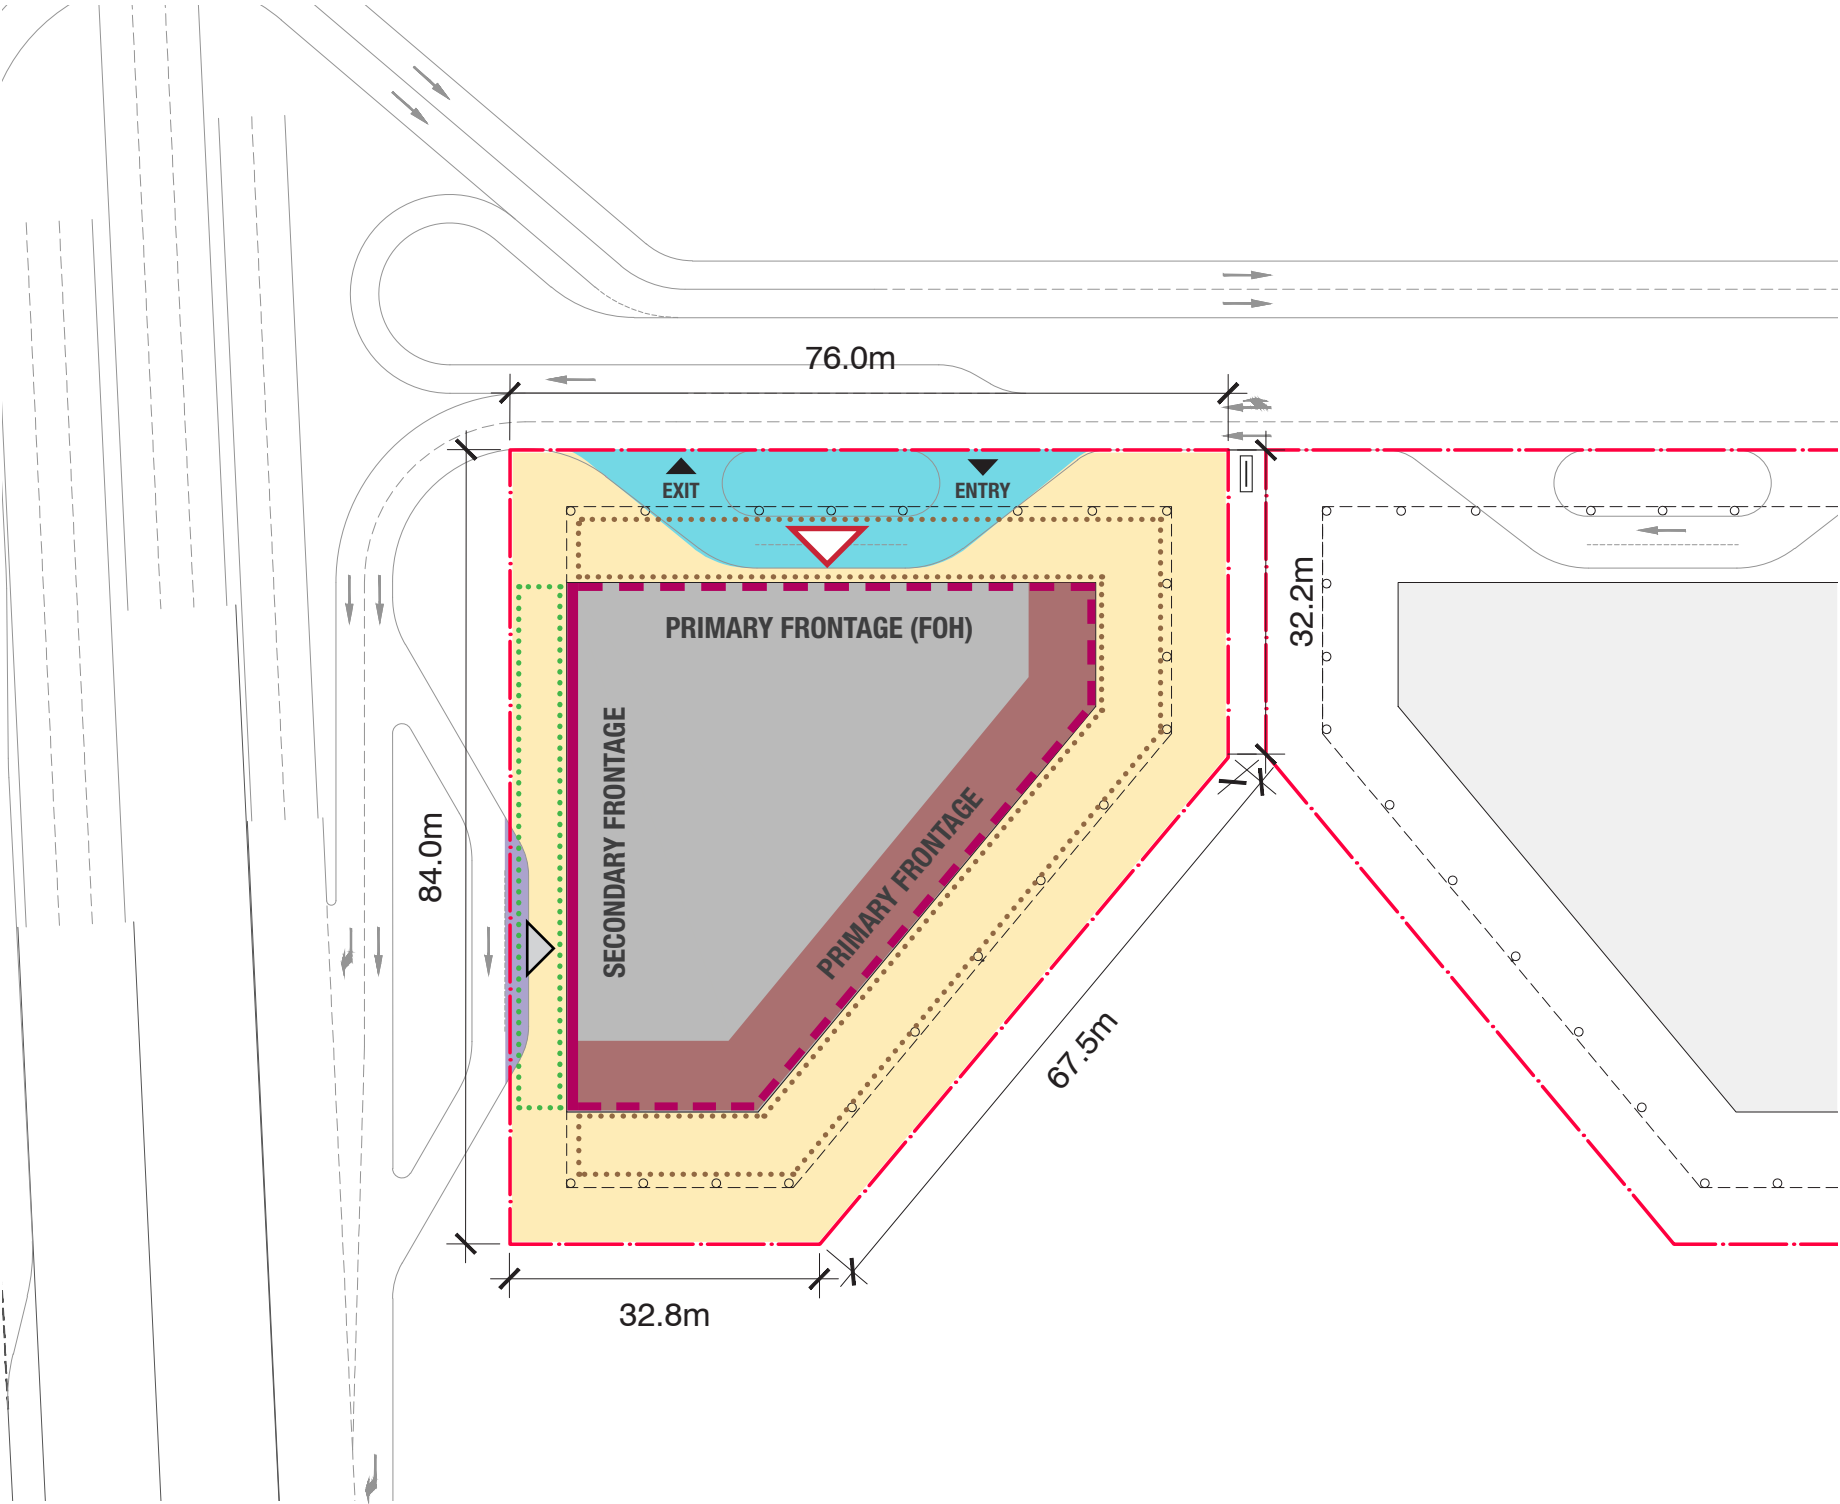 76.0m
EXIT
ENTRY
PRIMARY FRONTAGE (FOH)
32.2m
SECONDARY FRONTAGE
PRIMARY FRONTAGE
84.0m
67.5m
32.8m